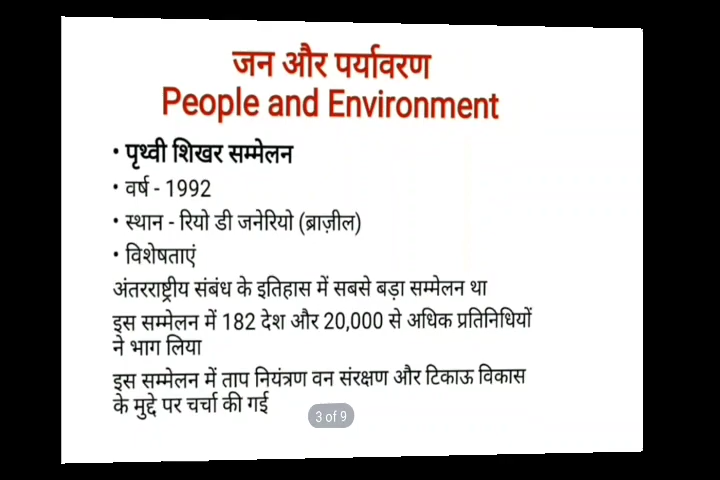 जन और पर्यावरण
People and Environment
• पृथ्वी शिखर सम्मेलन
• वर्ष - 1992
• स्थान - रियो डी जनेरियो (ब्राज़ील)
• विशेषताएं
अंतरराष्ट्रीय संबंध के इतिहास में सबसे बड़ा सम्मेलन था
इस सम्मेलन में 182 देश और 20,000 से अधिक प्रतिनिधियों
ने भाग लिया
इस सम्मेलन में ताप नियंत्रण वन संरक्षण और टिकाऊ विकास
के मुद्दे पर चर्चा की गई
3 of 9